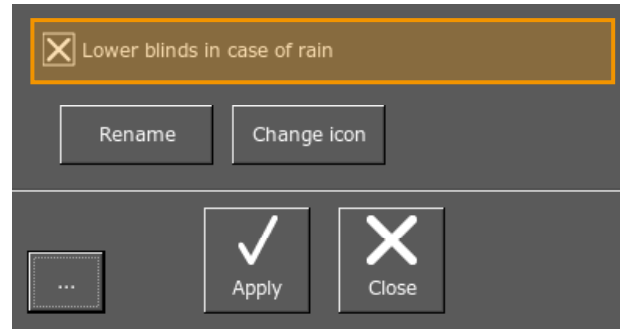 Lower blinds in case of rain
Rename
Change icon
...
Apply
Close